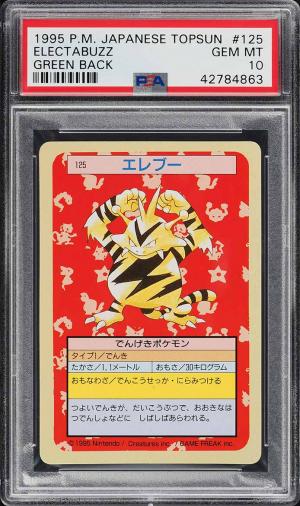 1995 P.M. JAPANESE TOPSUN #125
ELECTABUZZ GEM MT
GREEN BACK 10
PSA 42784863
125 エレブー
でんげきポケモン
タイプ1/でんき
たかさ/1.1メートル おもさ/30キログラム
おもなわざ/でんこうせっか・にらみつける
つよいでんきが、だいこうぶつで、おおきなは
つでんしょなどに しばしばあらわれる。
© 1995 Nintendo / Creatures inc. / GAME FREAK inc.